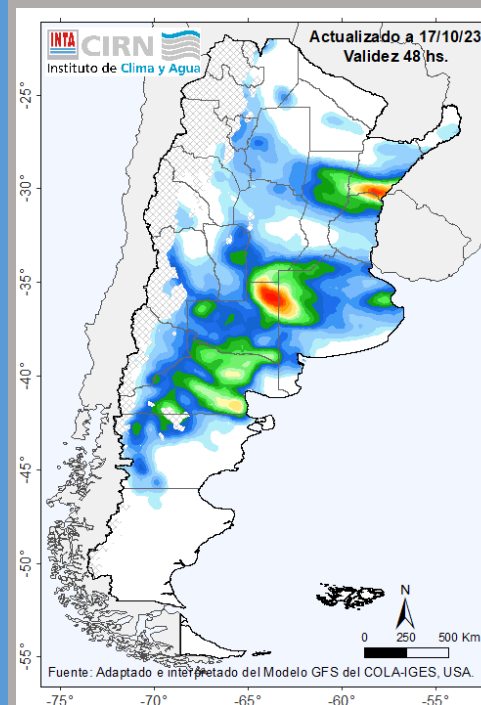 INTA CIRN
Instituto de Clima y Agua
Actualizado a 17/10/23
Validez 48 hs.
-25°
-30°
-35°
-40°
-45°
-50°
-55°
N
0 250 500 Km
Fuente: Adaptado e interpretado del Modelo GFS del COLA-IGES, USA.
-75° -70° -65° -60° -55°